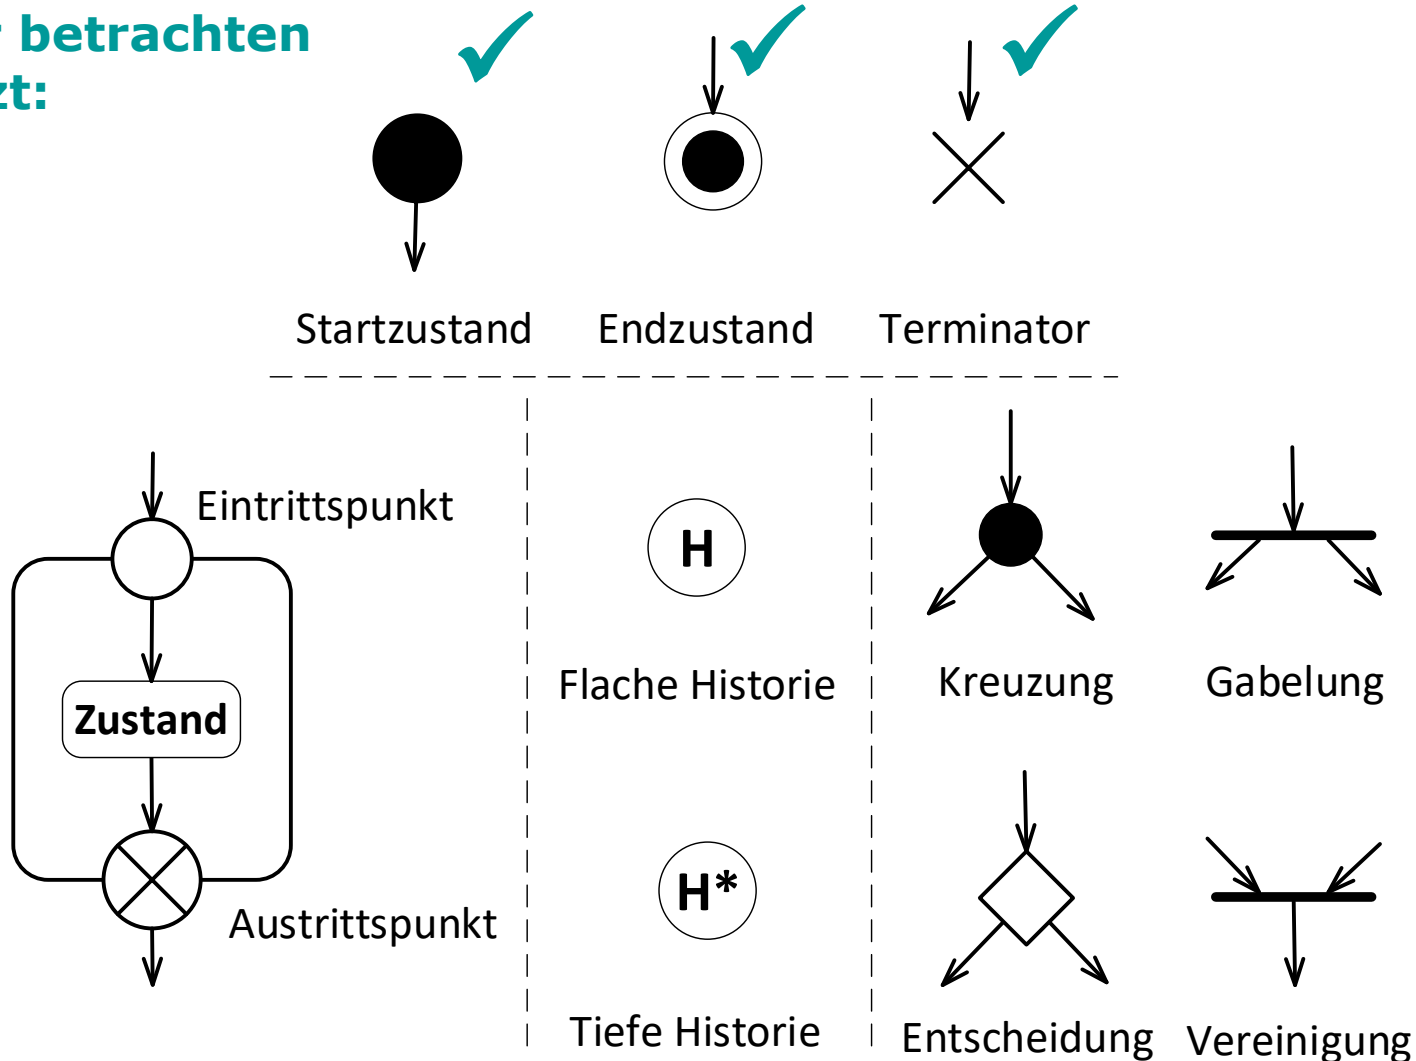 r betrachten
zt:
Startzustand
Endzustand
Terminator
Eintrittspunkt
Zustand
Austrittspunkt
H
Flache Historie
H*
Tiefe Historie
Kreuzung
Gabelung
Entscheidung
Vereinigung